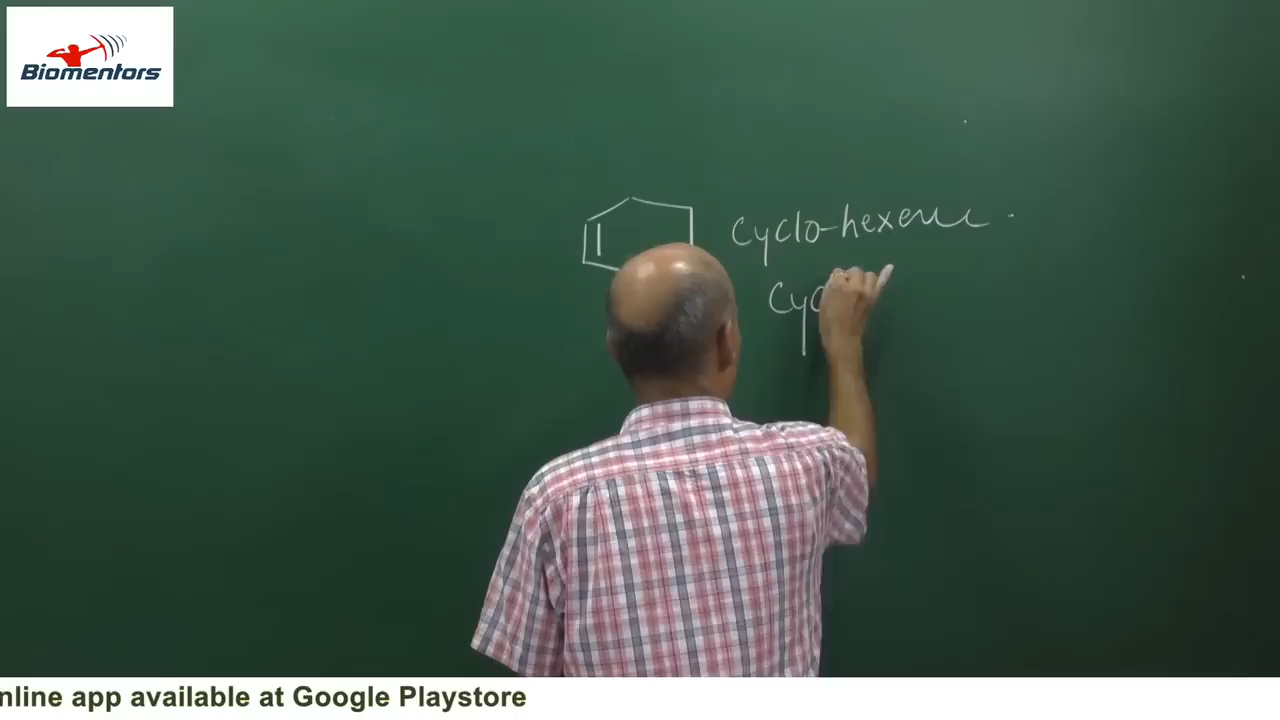 Biomentors
Cyclo-hexene
Cyc
nline app available at Google Playstore